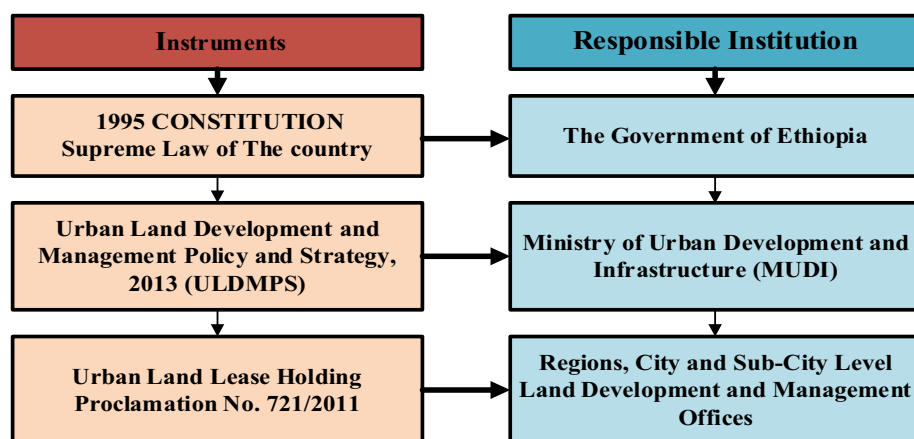 Instruments
Responsible Institution
1995 CONSTITUTION
Supreme Law of The country
The Government of Ethiopia
Urban Land Development and
Management Policy and Strategy,
2013 (ULDMPS)
Ministry of Urban Development and
Infrastructure (MUDI)
Urban Land Lease Holding
Proclamation No. 721/2011
Regions, City and Sub-City Level
Land Development and Management
Offices